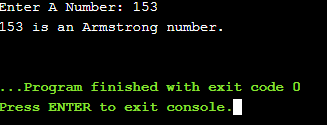 Enter A Number: 153
153 is an Armstrong number.
...Program finished with exit code 0
Press ENTER to exit console.